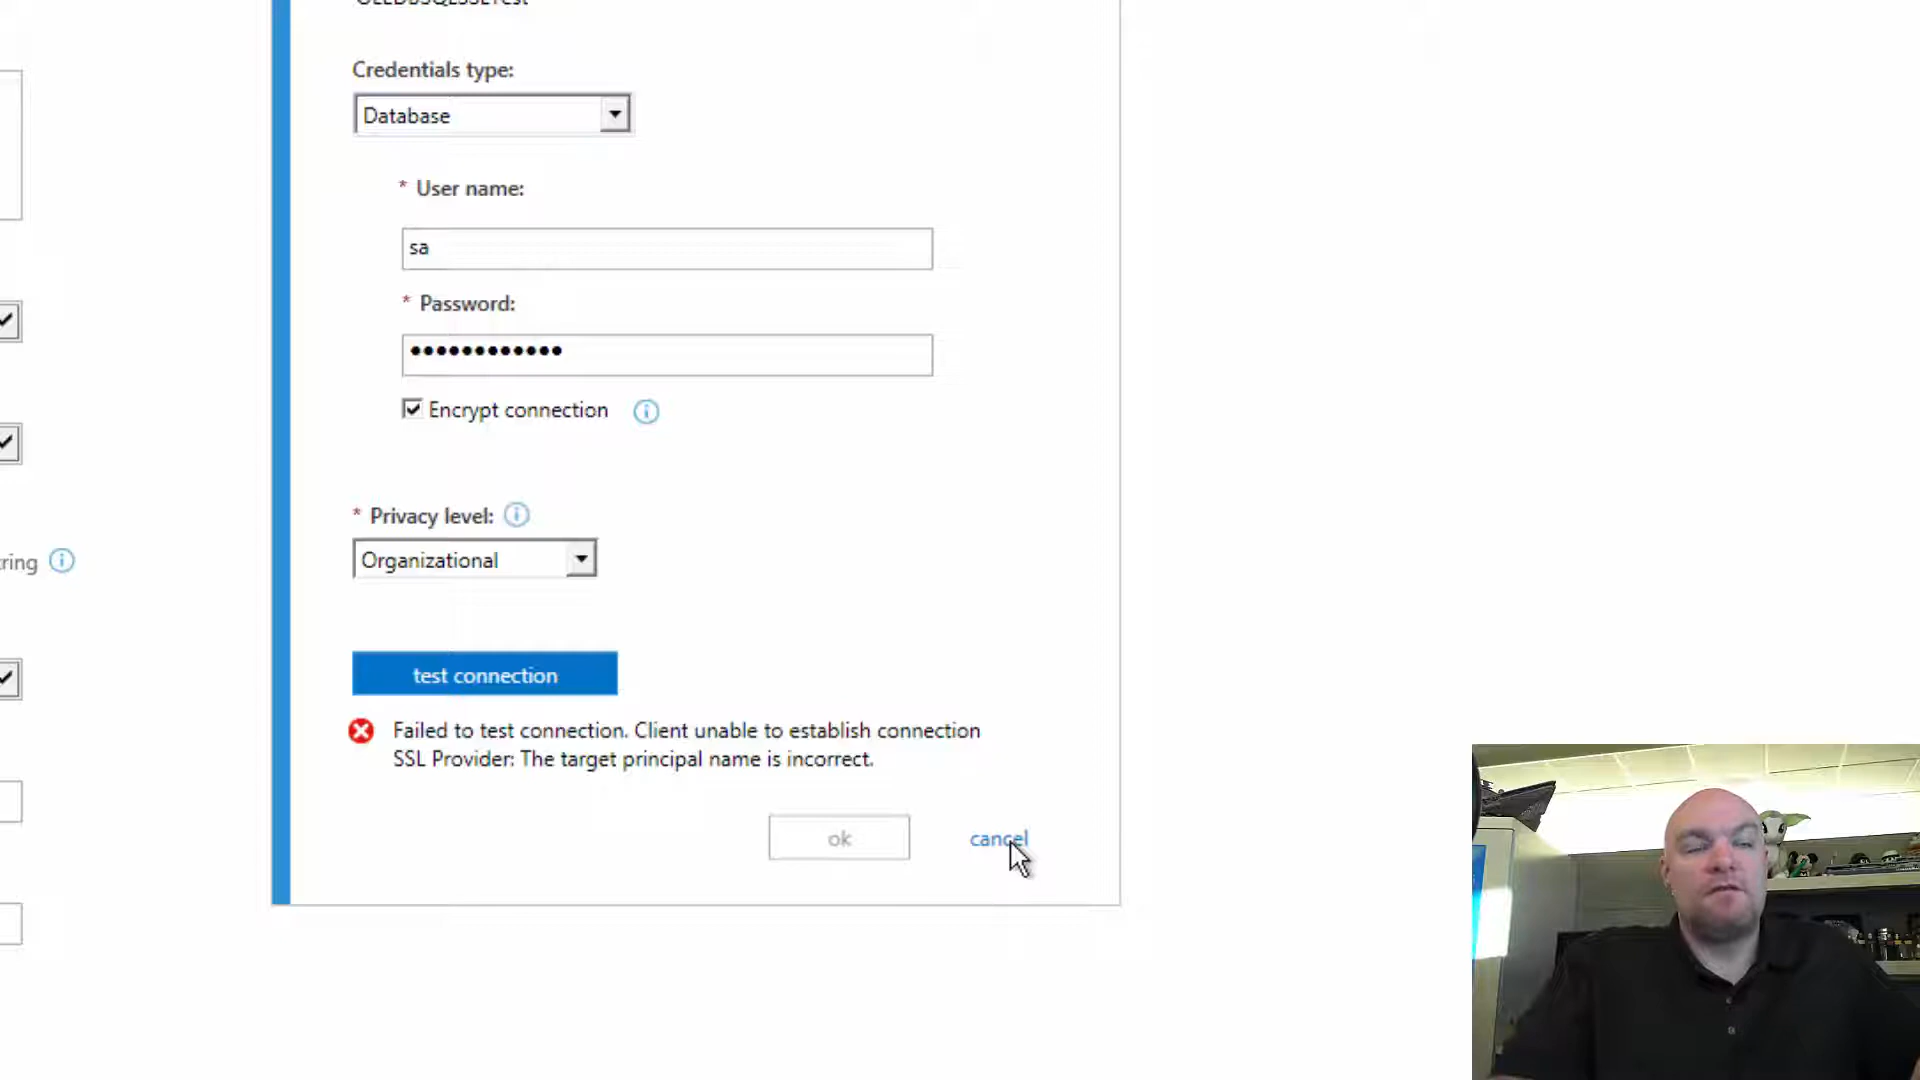 Credentials type:
Database
* User name:
sa
* Password:
••••••••••••
Encrypt connection
* Privacy level:
Organizational
test connection
Failed to test connection. Client unable to establish connection
SSL Provider: The target principal name is incorrect.
ok
cancel